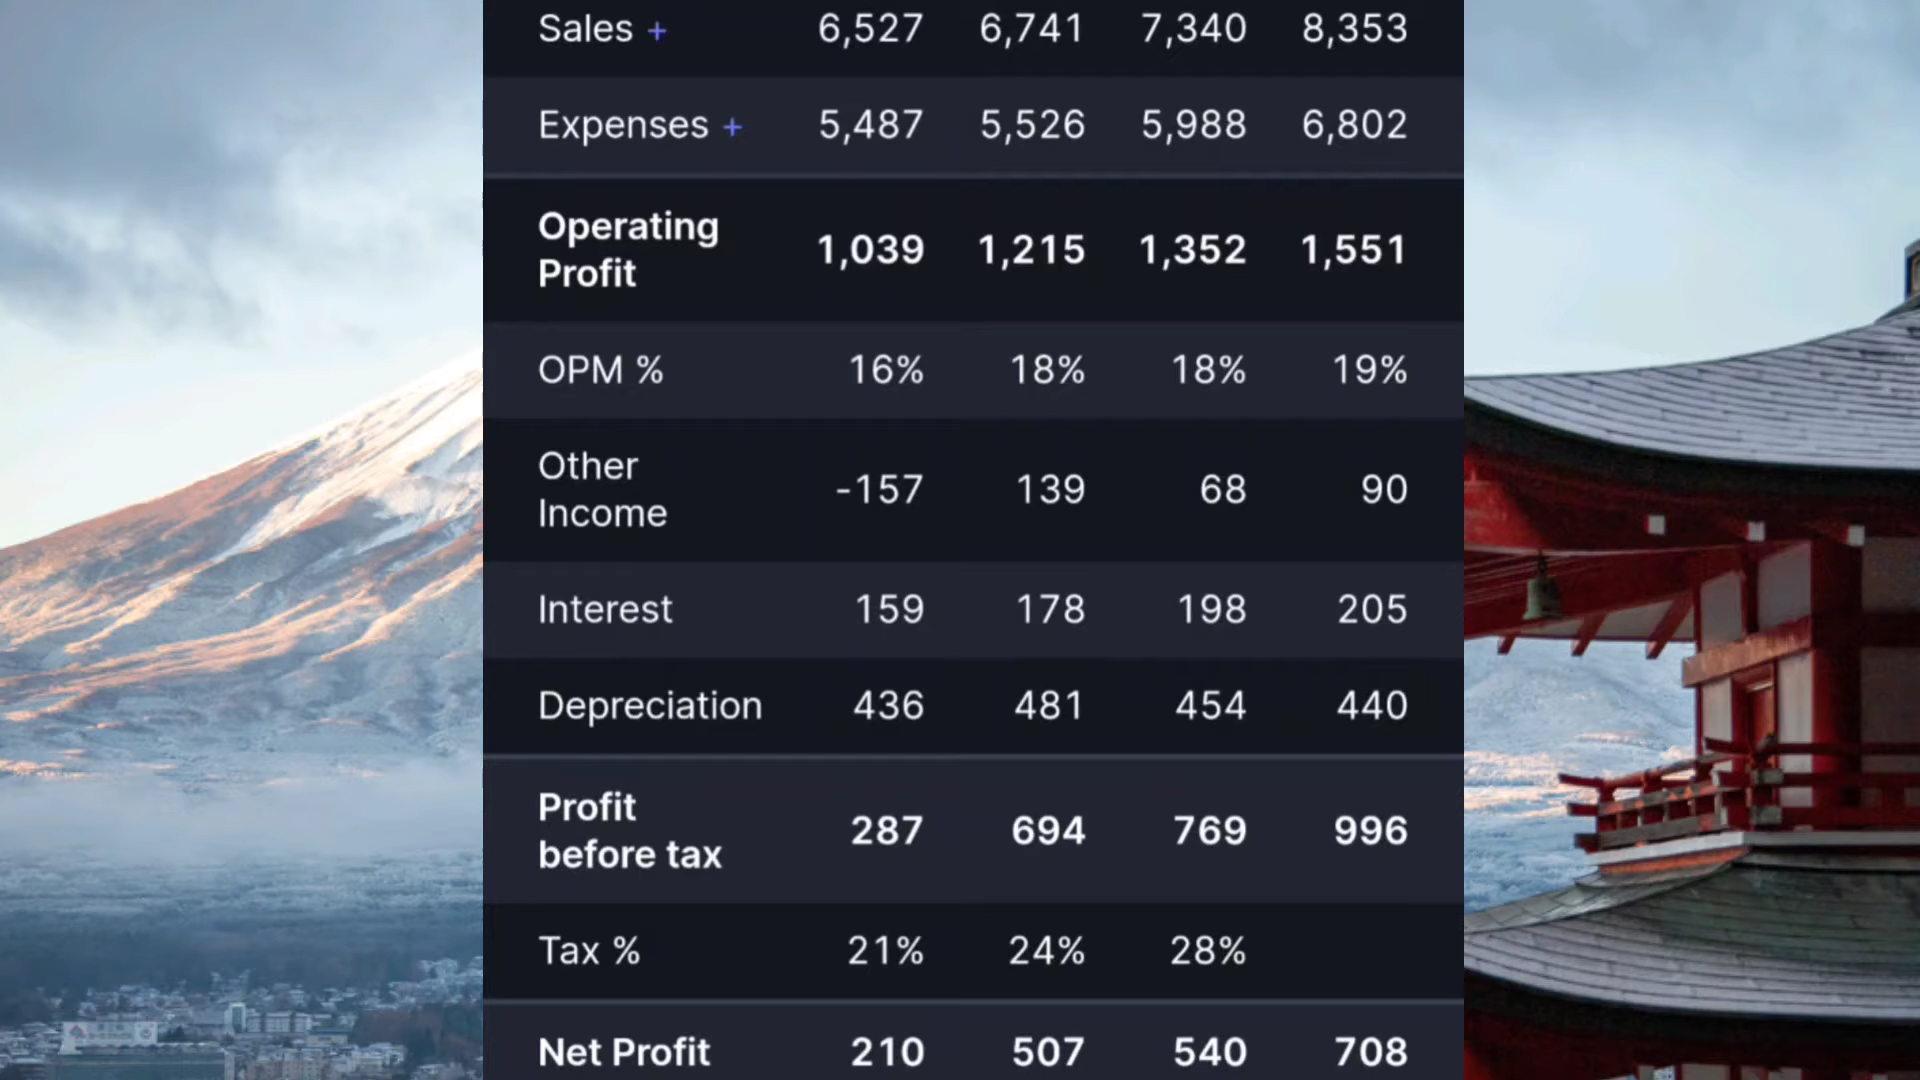 Sales + 6,527 6,741 7,340 8,353
Expenses + 5,487 5,526 5,988 6,802
Operating
Profit 1,039 1,215 1,352 1,551
OPM % 16% 18% 18% 19%
Other
Income -157 139 68 90
Interest 159 178 198 205
Depreciation 436 481 454 440
Profit
before tax 287 694 769 996
Tax % 21% 24% 28%
Net Profit 210 507 540 708